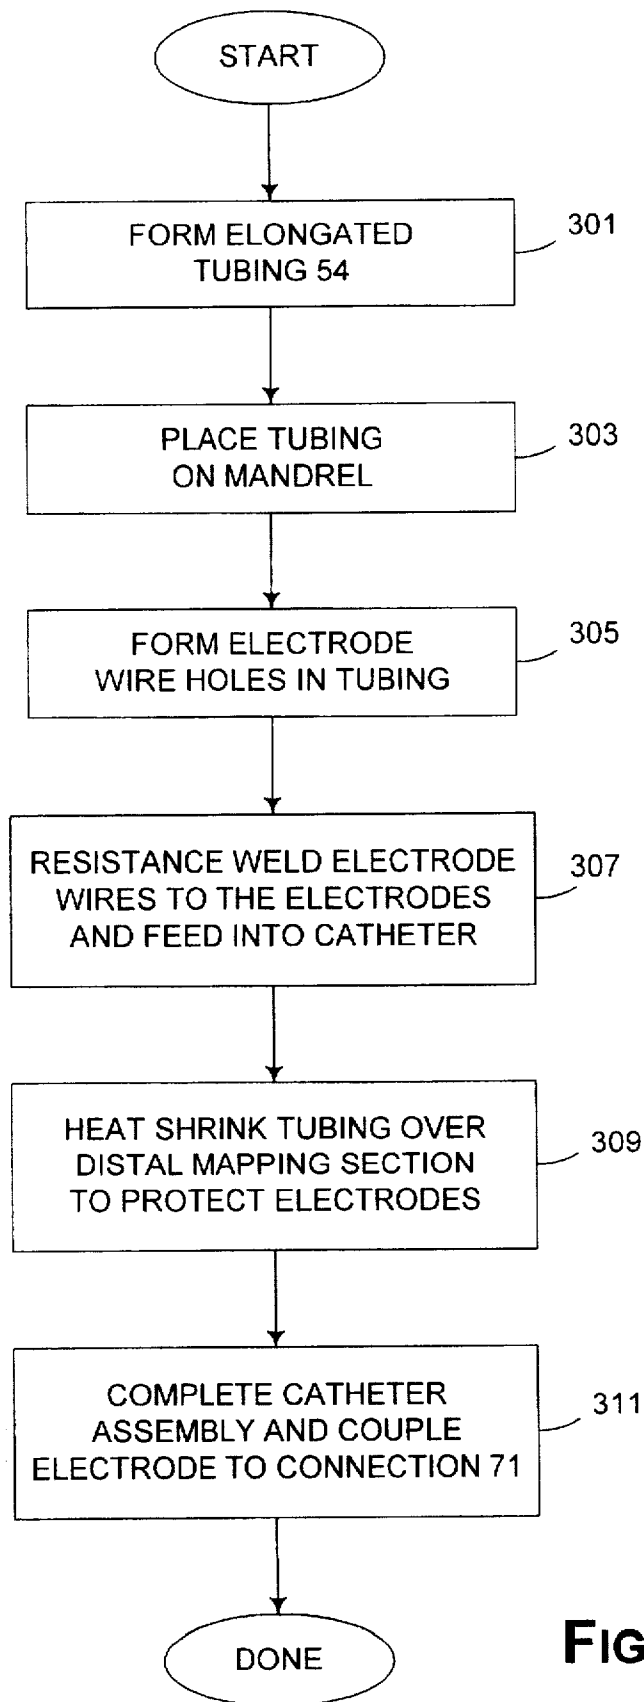 START
FORM ELONGATED
TUBING 54
301
PLACE TUBING
ON MANDREL
303
FORM ELECTRODE
WIRE HOLES IN TUBING
305
RESISTANCE WELD ELECTRODE
WIRES TO THE ELECTRODES
AND FEED INTO CATHETER
307
HEAT SHRINK TUBING OVER
DISTAL MAPPING SECTION
TO PROTECT ELECTRODES
309
COMPLETE CATHETER
ASSEMBLY AND COUPLE
ELECTRODE TO CONNECTION 71
311
DONE
FIG